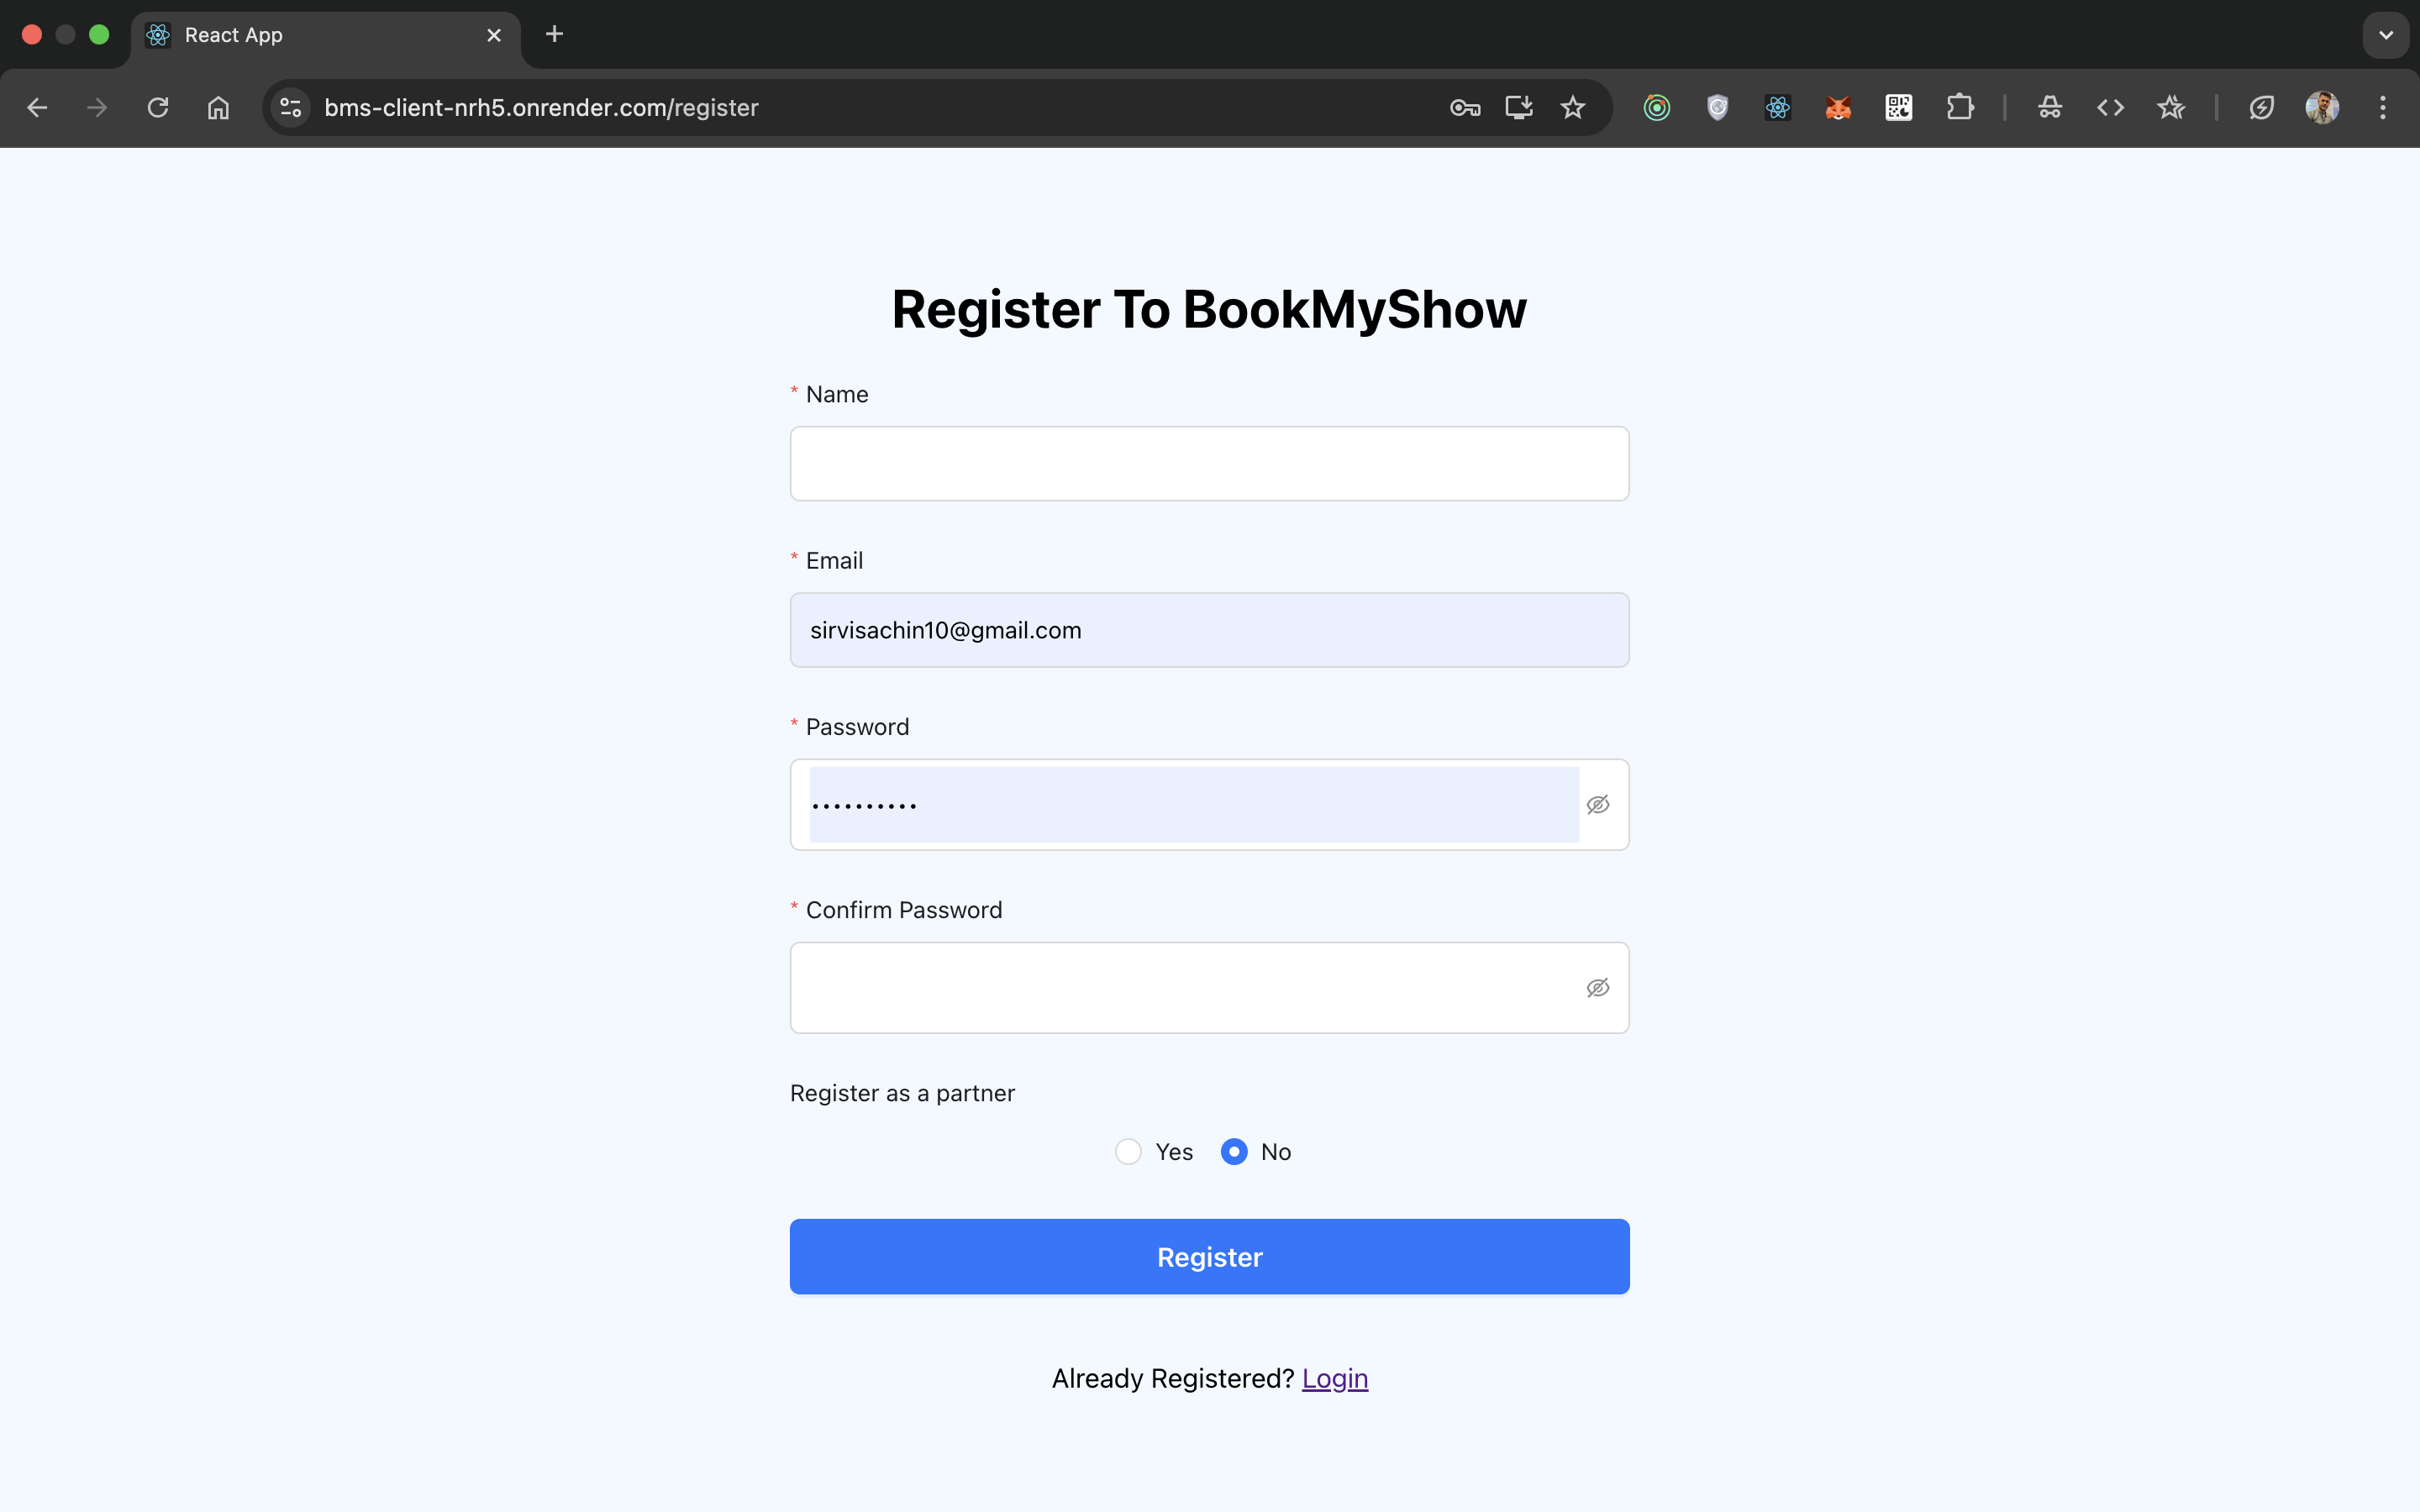 React App
bms-client-nrh5.onrender.com/register
Register To BookMyShow
* Name
* Email
sirvisachin10@gmail.com
* Password
••••••••••
* Confirm Password
Register as a partner
Yes No
Register
Already Registered? Login